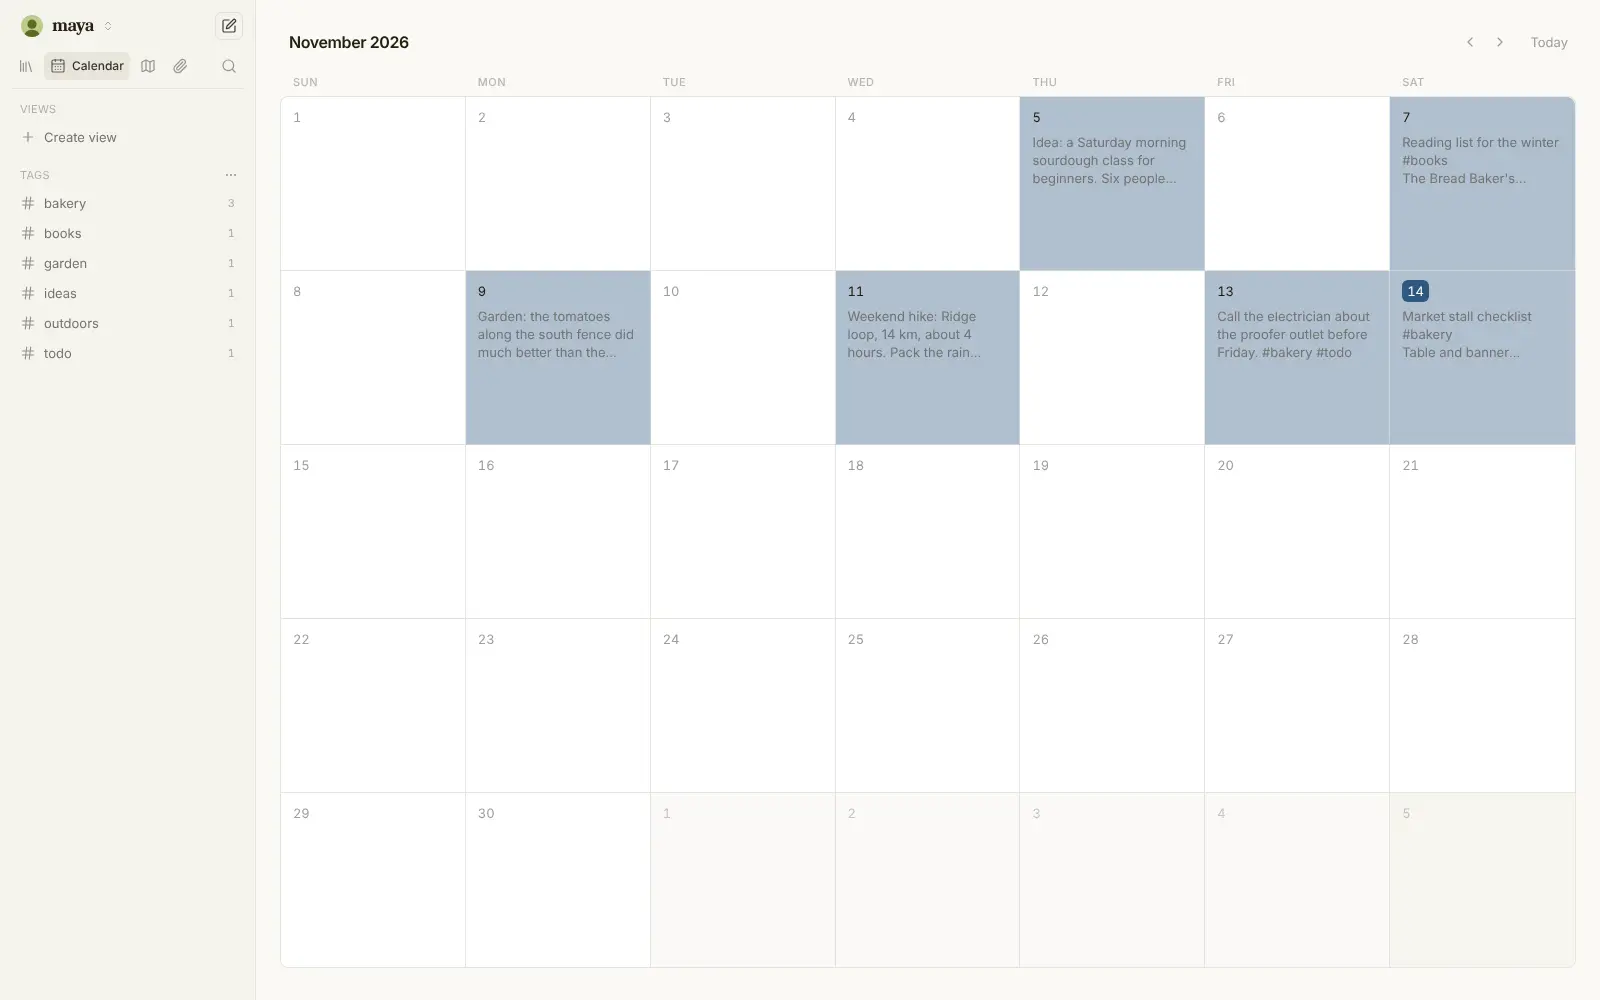 maya
Calendar
VIEWS
Create view
TAGS
# bakery 3
# books 1
# garden 1
# ideas 1
# outdoors 1
# todo 1
November 2026
Today
SUN MON TUE WED THU FRI SAT
1 2 3 4 5 6 7
Idea: a Saturday morning
sourdough class for
beginners. Six people...
Reading list for the winter
#books
The Bread Baker's...
8 9 10 11 12 13 14
Garden: the tomatoes
along the south fence did
much better than the...
Weekend hike: Ridge
loop, 14 km, about 4
hours. Pack the rain...
Call the electrician about
the proofer outlet before
Friday. #bakery #todo
Market stall checklist
#bakery
Table and banner...
15 16 17 18 19 20 21
22 23 24 25 26 27 28
29 30 1 2 3 4 5